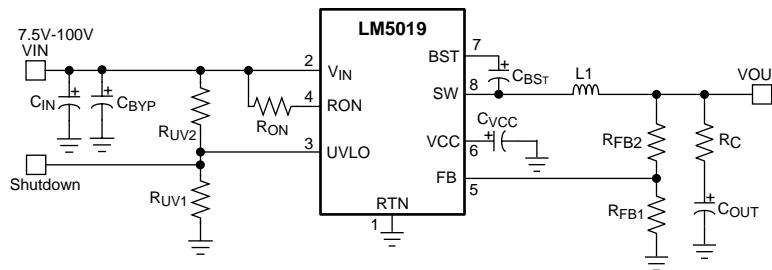 7.5V-100V
VIN
LM5019
2
VIN
BST
7
CBST
CIN
CBYP
RUV2
RON
4
RON
SW
8
L1
VOU
3
UVLO
VCC
6
CVCC
RFB2
RC
Shutdown
RUV1
FB
5
RTN
1
RFB1
COUT